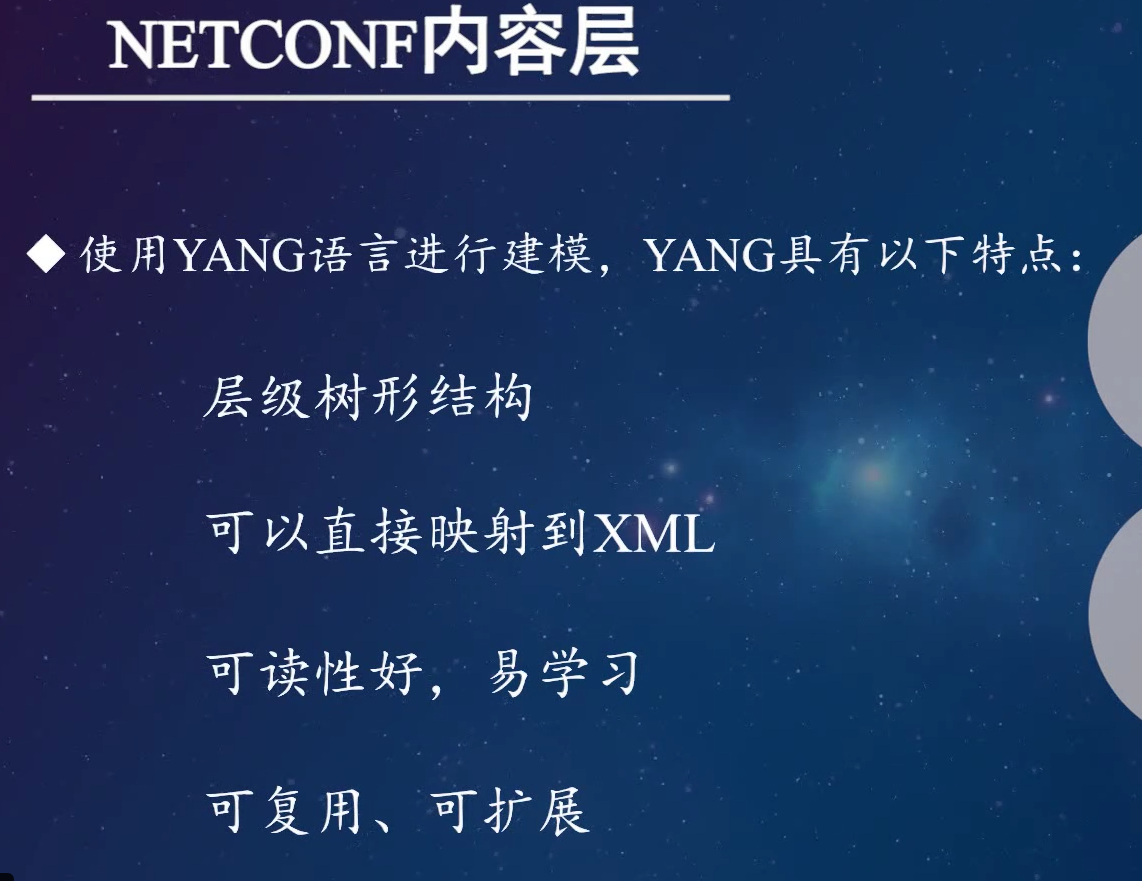 NETCONF内容层
◆使用YANG语言进行建模，YANG具有以下特点：
层级树形结构
可以直接映射到XML
可读性好，易学习
可复用、可扩展